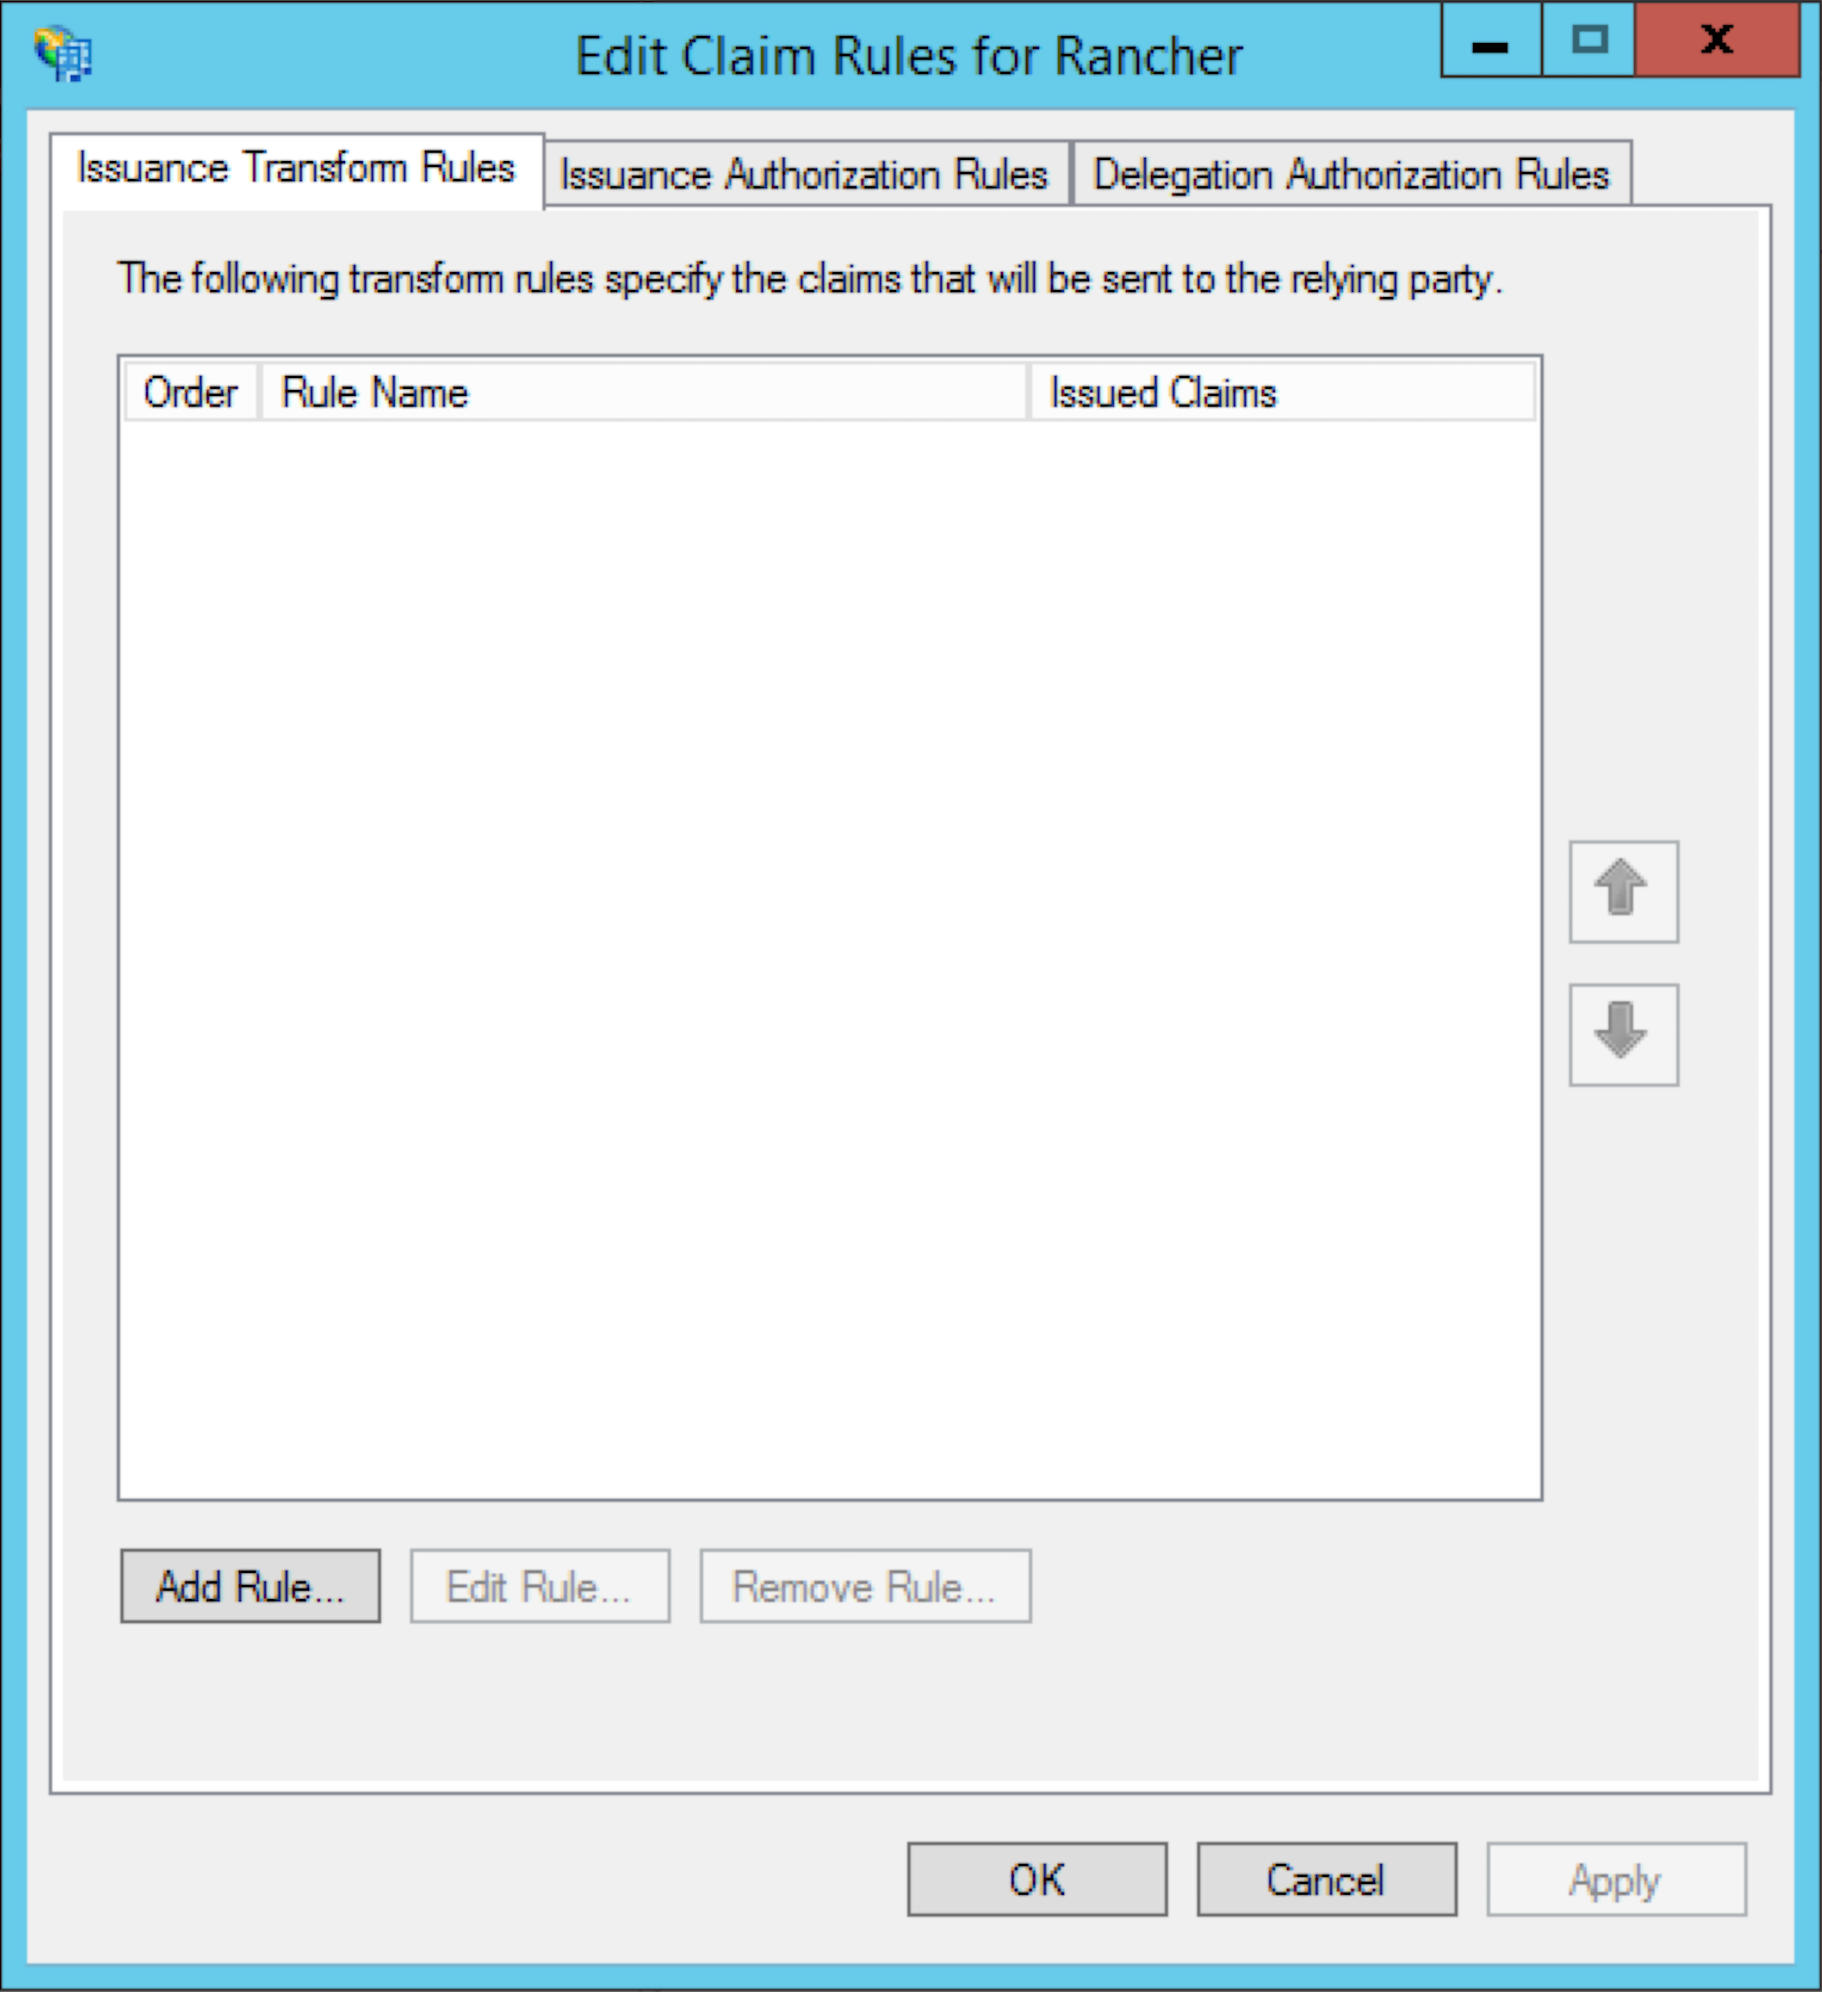 Edit Claim Rules for Rancher
Issuance Transform Rules
Issuance Authorization Rules
Delegation Authorization Rules
The following transform rules specify the claims that will be sent to the relying party.
Order Rule Name Issued Claims
Add Rule... Edit Rule... Remove Rule...
OK Cancel Apply